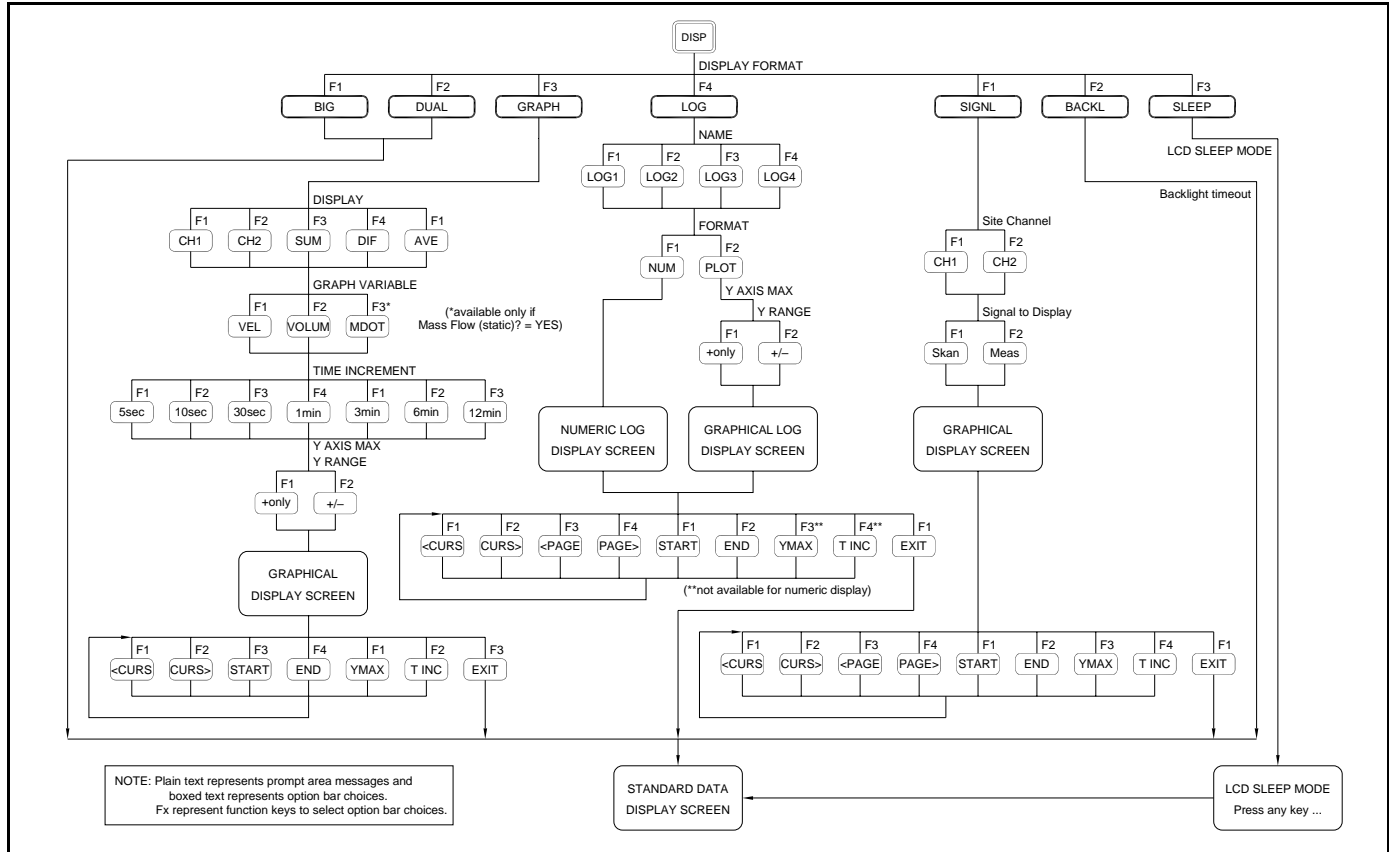 DISP
DISPLAY FORMAT
F1 F2 F3 F4 F1 F2 F3
BIG DUAL GRAPH LOG SIGNL BACKL SLEEP
NAME
LCD SLEEP MODE
F1 F2 F3 F4
LOG1 LOG2 LOG3 LOG4
Backlight timeout
DISPLAY
F1 F2 F3 F4 F1
CH1 CH2 SUM DIF AVE
FORMAT
F1 F2
NUM PLOT
Site Channel
F1 F2
CH1 CH2
GRAPH VARIABLE
F1 F2 F3*
VEL VOLUM MDOT
(*available only if
Mass Flow (static)? = YES)
Y AXIS MAX
Y RANGE
F1 F2
+only +/–
Signal to Display
F1 F2
Skan Meas
TIME INCREMENT
F1 F2 F3 F4 F1 F2 F3
5sec 10sec 30sec 1min 3min 6min 12min
NUMERIC LOG
DISPLAY SCREEN
GRAPHICAL LOG
DISPLAY SCREEN
GRAPHICAL
DISPLAY SCREEN
Y AXIS MAX
Y RANGE
F1 F2
+only +/–
F1 F2 F3 F4 F1 F2 F3** F4** F1
<CURS CURS> <PAGE PAGE> START END YMAX T INC EXIT
(**not available for numeric display)
GRAPHICAL
DISPLAY SCREEN
F1 F2 F3 F4 F1 F2 F3
<CURS CURS> START END YMAX T INC EXIT
F1 F2 F3 F4 F1 F2 F3 F4 F1
<CURS CURS> <PAGE PAGE> START END YMAX T INC EXIT
NOTE: Plain text represents prompt area messages and
boxed text represents option bar choices.
Fx represent function keys to select option bar choices.
STANDARD DATA
DISPLAY SCREEN
LCD SLEEP MODE
Press any key ...